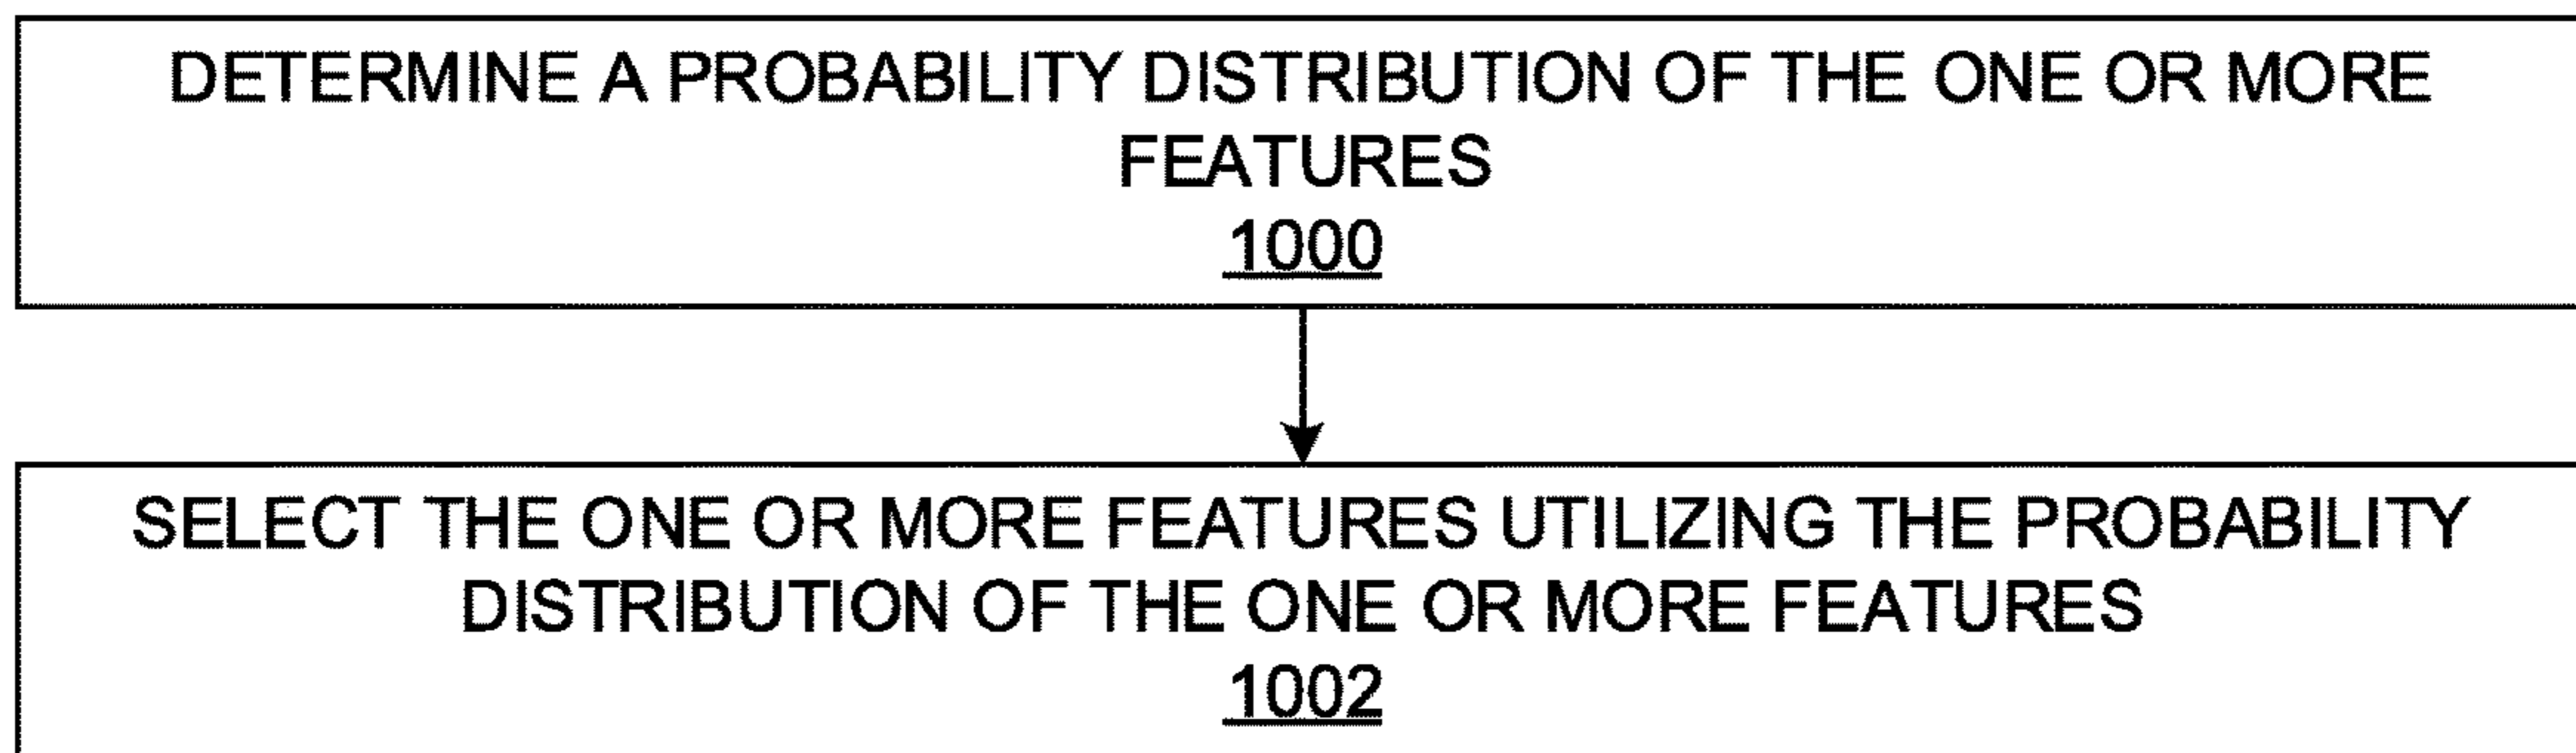 DETERMINE A PROBABILITY DISTRIBUTION OF THE ONE OR MORE
FEATURES
1000
SELECT THE ONE OR MORE FEATURES UTILIZING THE PROBABILITY
DISTRIBUTION OF THE ONE OR MORE FEATURES
1002